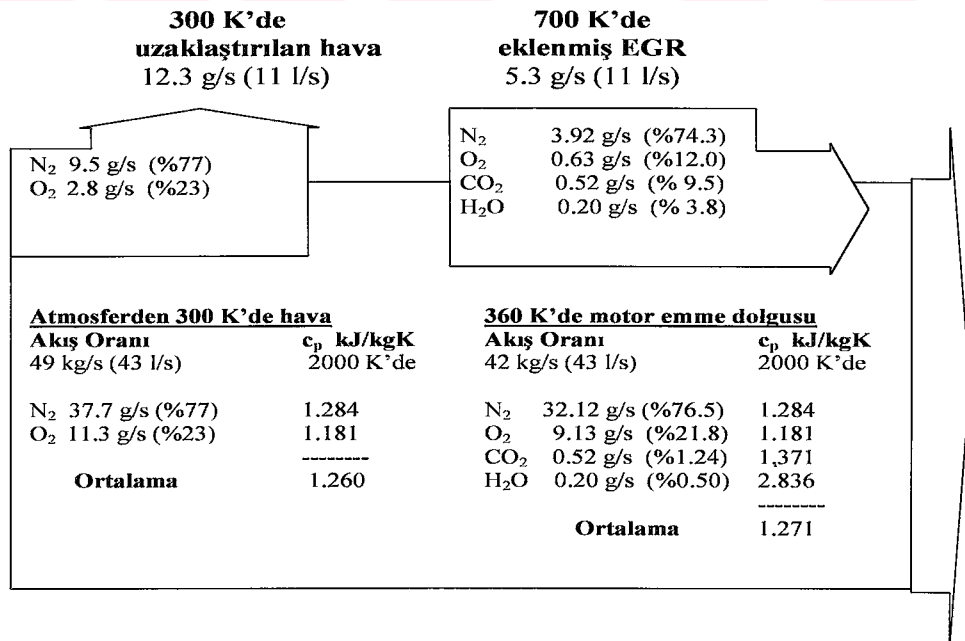 300 K’de
uzaklaştırılan hava
12.3 g/s (11 l/s)
700 K’de
eklenmiş EGR
5.3 g/s (11 l/s)
N₂ 9.5 g/s (%77)
O₂ 2.8 g/s (%23)
N₂ 3.92 g/s (%74.3)
O₂ 0.63 g/s (%12.0)
CO₂ 0.52 g/s (% 9.5)
H₂O 0.20 g/s (% 3.8)
Atmosferden 300 K’de hava
Akış Oranı cₚ kJ/kgK
49 kg/s (43 l/s) 2000 K’de
N₂ 37.7 g/s (%77) 1.284
O₂ 11.3 g/s (%23) 1.181
--------
Ortalama 1.260
360 K’de motor emme dolgusu
Akış Oranı cₚ kJ/kgK
42 kg/s (43 l/s) 2000 K’de
N₂ 32.12 g/s (%76.5) 1.284
O₂ 9.13 g/s (%21.8) 1.181
CO₂ 0.52 g/s (%1.24) 1,371
H₂O 0.20 g/s (%0.50) 2.836
--------
Ortalama 1.271